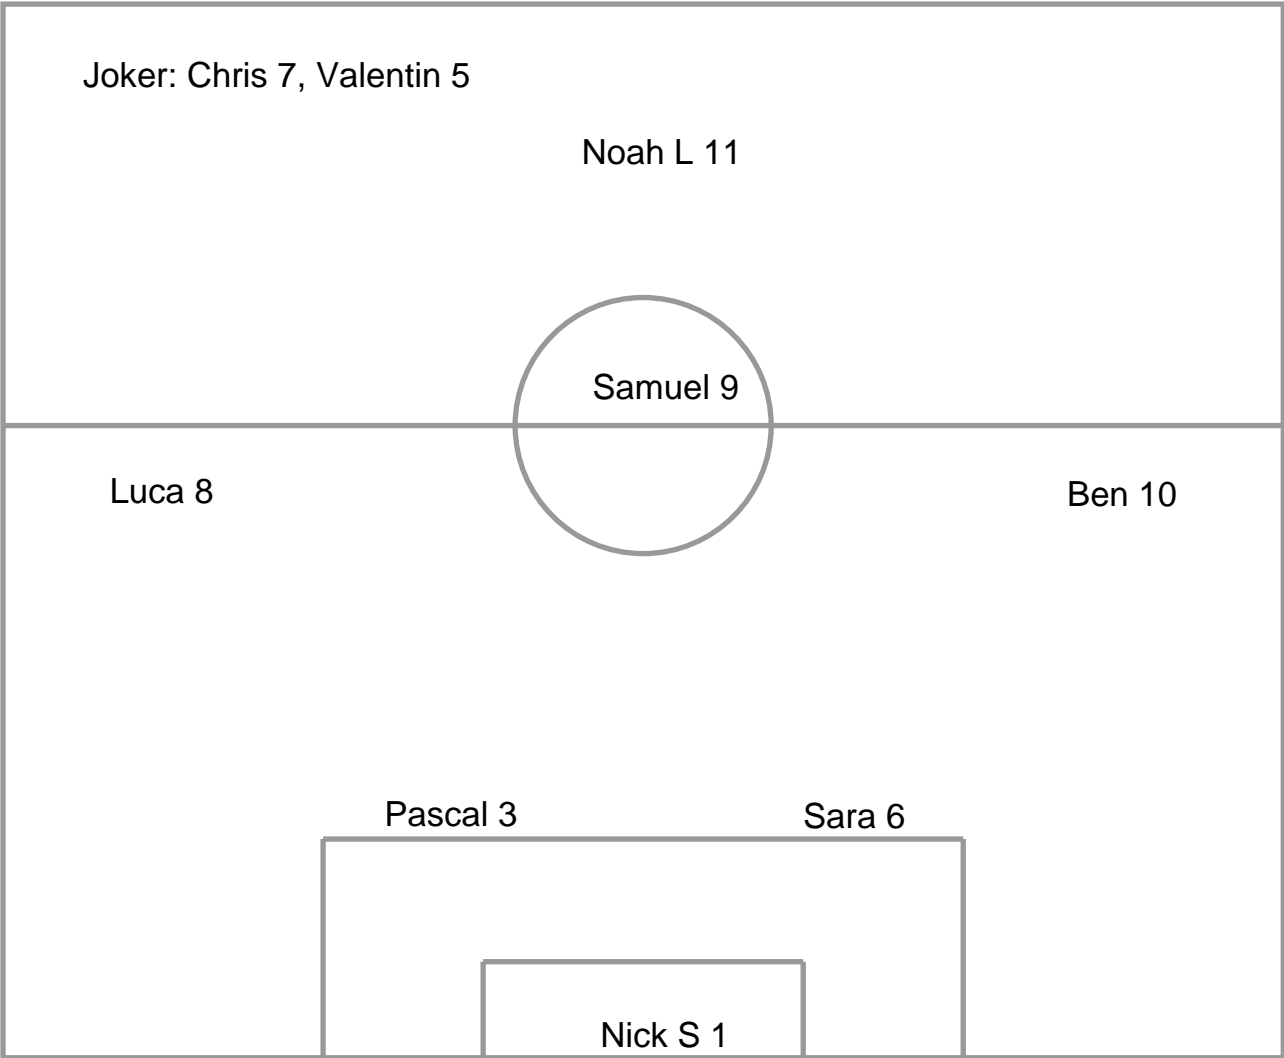 Joker: Chris 7, Valentin 5
Noah L 11
Samuel 9
Luca 8
Ben 10
Pascal 3
Sara 6
Nick S 1